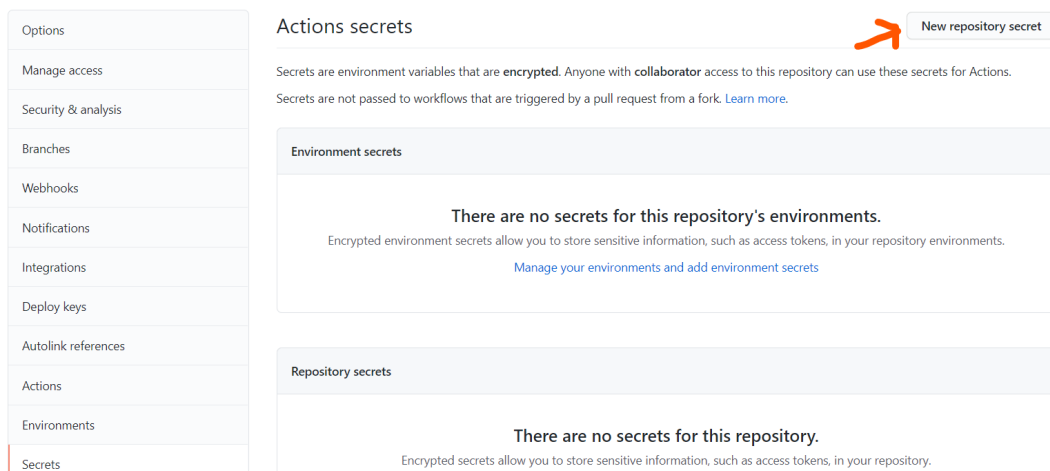 Options
Manage access
Security & analysis
Branches
Webhooks
Notifications
Integrations
Deploy keys
Autolink references
Actions
Environments
Secrets
Actions secrets
New repository secret
Secrets are environment variables that are encrypted. Anyone with collaborator access to this repository can use these secrets for Actions.
Secrets are not passed to workflows that are triggered by a pull request from a fork. Learn more.
Environment secrets
There are no secrets for this repository's environments.
Encrypted environment secrets allow you to store sensitive information, such as access tokens, in your repository environments.
Manage your environments and add environment secrets
Repository secrets
There are no secrets for this repository.
Encrypted secrets allow you to store sensitive information, such as access tokens, in your repository.